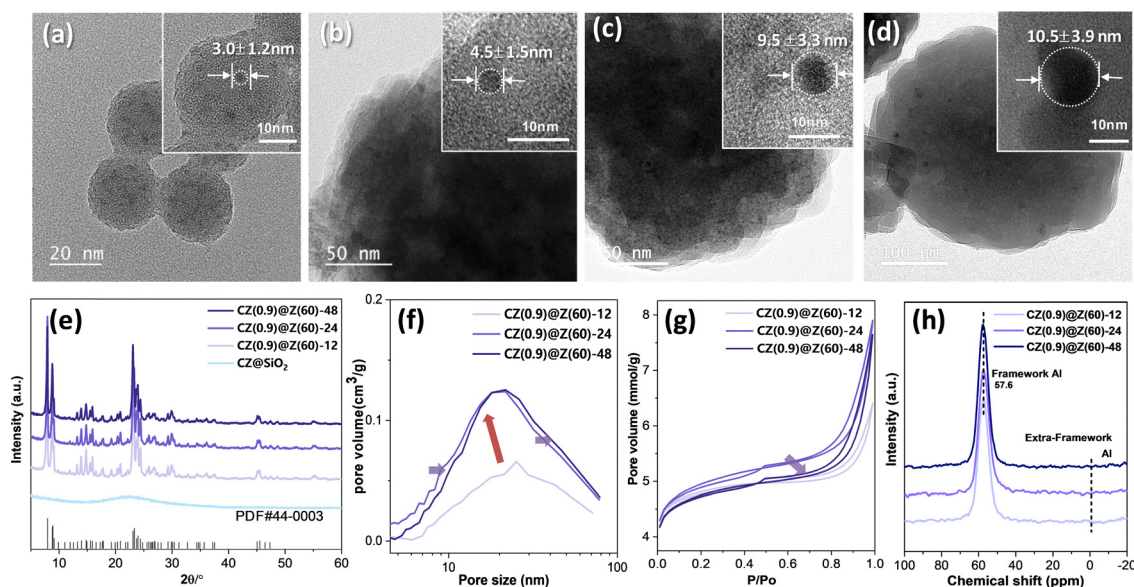 (a)
3.0±1.2nm
10nm
20 nm
(b)
4.5±1.5nm
10nm
50 nm
(c)
9.5±3.3 nm
10nm
50 nm
(d)
10.5±3.9 nm
10nm
100 nm
(e)
CZ(0.9)@Z(60)-48
CZ(0.9)@Z(60)-24
CZ(0.9)@Z(60)-12
CZ@SiO2
PDF#44-0003
Intensity (a.u.)
10 20 30 40 50 60
2θ/°
(f)
CZ(0.9)@Z(60)-12
CZ(0.9)@Z(60)-24
CZ(0.9)@Z(60)-48
pore volume(cm3/g)
0.2
0.1
0.0
10 100
Pore size (nm)
(g)
CZ(0.9)@Z(60)-12
CZ(0.9)@Z(60)-24
CZ(0.9)@Z(60)-48
Pore volume (mmol/g)
8
7
6
5
4
0.0 0.2 0.4 0.6 0.8 1.0
P/Po
(h)
CZ(0.9)@Z(60)-12
CZ(0.9)@Z(60)-24
CZ(0.9)@Z(60)-48
Framework Al
57.6
Extra-Framework
Al
Intensity (a.u.)
100 80 60 40 20 0 -20
Chemical shift (ppm)